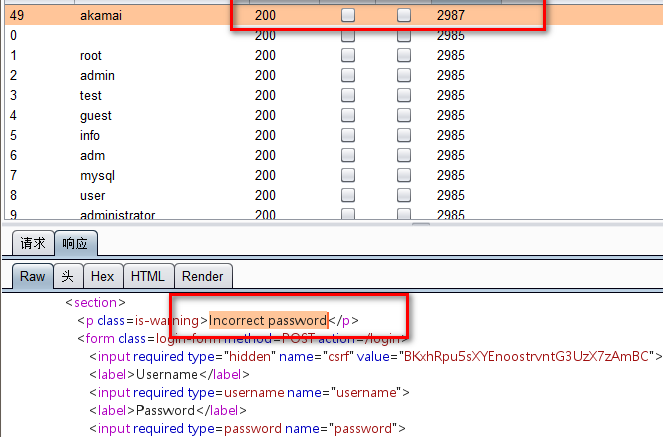 49 akamai 200 2987
0 200 2985
1 root 200 2985
2 admin 200 2985
3 test 200 2985
4 guest 200 2985
5 info 200 2985
6 adm 200 2985
7 mysql 200 2985
8 user 200 2985
9 administrator 200 2985
请求 响应
Raw 头 Hex HTML Render
<section>
<p class=is-warning>Incorrect password</p>
<form class=login-form method=POST action=/login>
<input required type="hidden" name="csrf" value="BKxhRpu5sXYEnoostrvntG3UzX7zAmBC">
<label>Username</label>
<input required type=username name="username">
<label>Password</label>
<input required type=password name="password">